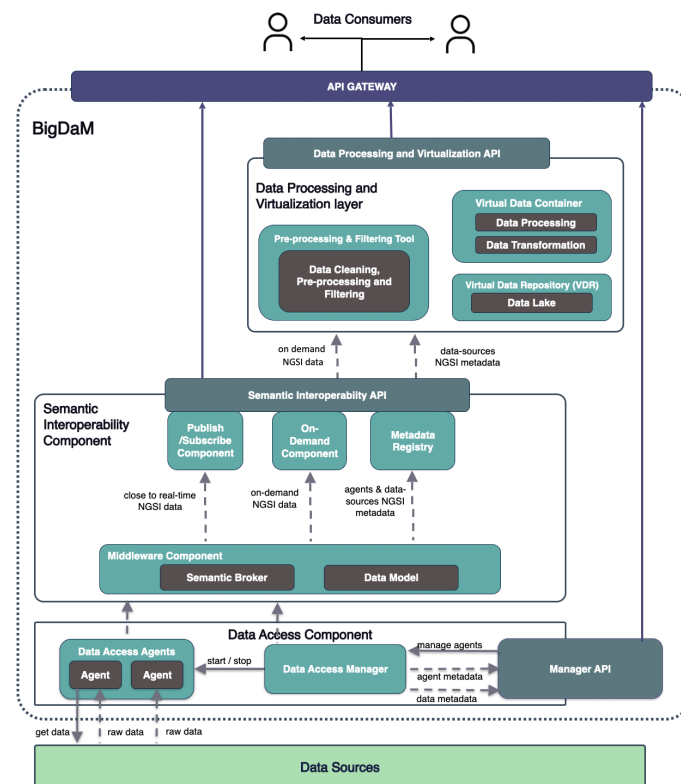 Data Consumers
API GATEWAY
BigDaM
Data Processing and Virtualization API
Data Processing and
Virtualization layer
Virtual Data Container
Data Processing
Data Transformation
Pre-processing & Filtering Tool
Data Cleaning,
Pre-processing and
Filtering
Virtual Data Repository (VDR)
Data Lake
on demand
NGSI data
data-sources
NGSI metadata
Semantic Interoperabiity API
Semantic
Interoperability
Component
Publish
/Subscribe
Component
On-
Demand
Component
Metadata
Registry
close to real-time
NGSI data
on-demand
NGSI data
agents & data-
sources NGSI
metadata
Middleware Component
Semantic Broker
Data Model
Data Access Component
Data Access Agents
Agent
Agent
start / stop
Data Access Manager
manage agents
agent metadata
data metadata
Manager API
get data
raw data
raw data
Data Sources